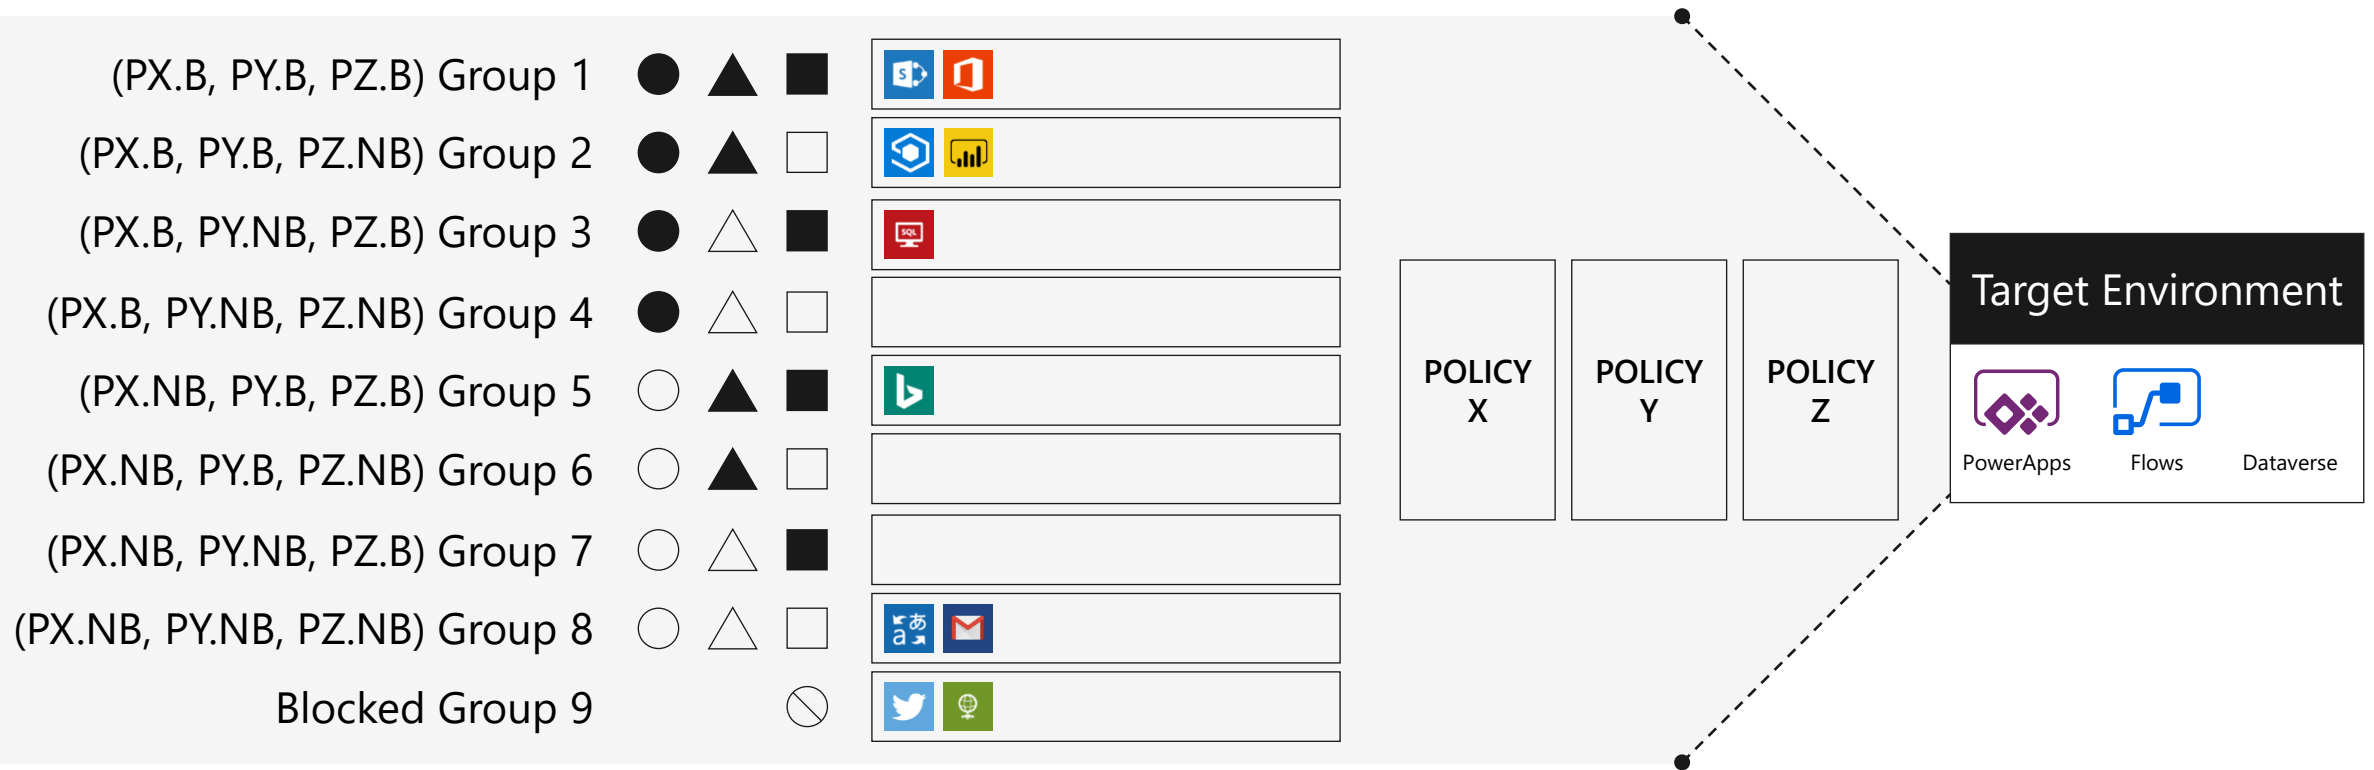 (PX.B, PY.B, PZ.B) Group 1
(PX.B, PY.B, PZ.NB) Group 2
(PX.B, PY.NB, PZ.B) Group 3
(PX.B, PY.NB, PZ.NB) Group 4
(PX.NB, PY.B, PZ.B) Group 5
(PX.NB, PY.B, PZ.NB) Group 6
(PX.NB, PY.NB, PZ.B) Group 7
(PX.NB, PY.NB, PZ.NB) Group 8
Blocked Group 9
S
SQL
あ
a
POLICY
X
POLICY
Y
POLICY
Z
Target Environment
PowerApps
Flows
Dataverse